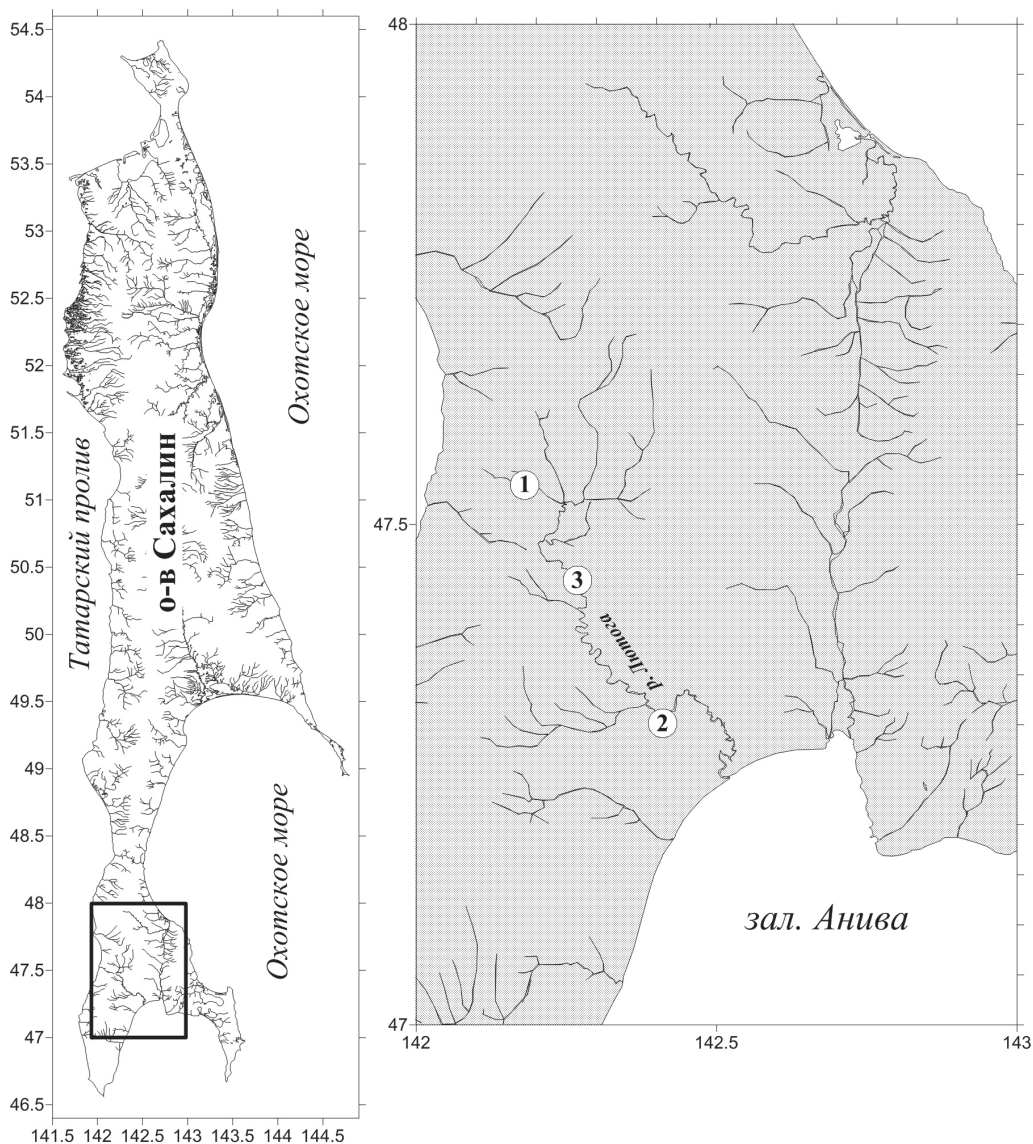 54.5
54
53.5
53
52.5
52
51.5
51
50.5
50
49.5
49
48.5
48
47.5
47
46.5
141.5 142 142.5 143 143.5 144 144.5
Татарский пролив
о-в Сахалин
Охотское море
Охотское море
48
47.5
47
142 142.5 143
1
3
р. Лютога
2
зал. Анива